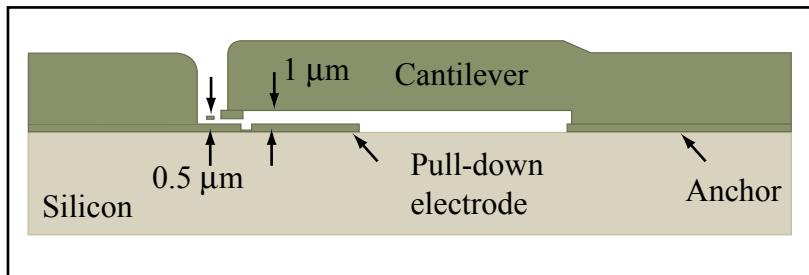 1 μm
Cantilever
0.5 μm
Pull-down
electrode
Anchor
Silicon